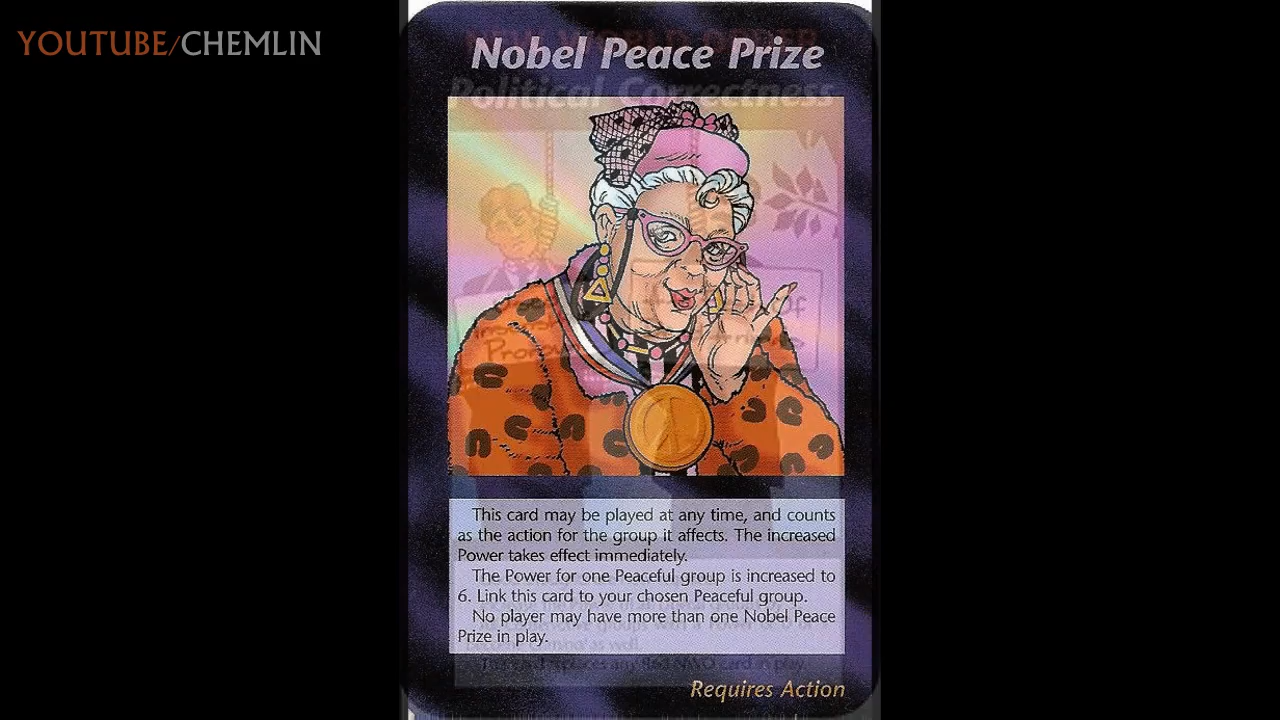 YOUTUBE/CHEMLIN
Nobel Peace Prize
Political Correctness
Of
This card may be played at any time, and counts
as the action for the group it affects. The increased
Power takes effect immediately.
The Power for one Peaceful group is increased to
6. Link this card to your chosen Peaceful group.
No player may have more than one Nobel Peace
Prize in play.
Requires Action